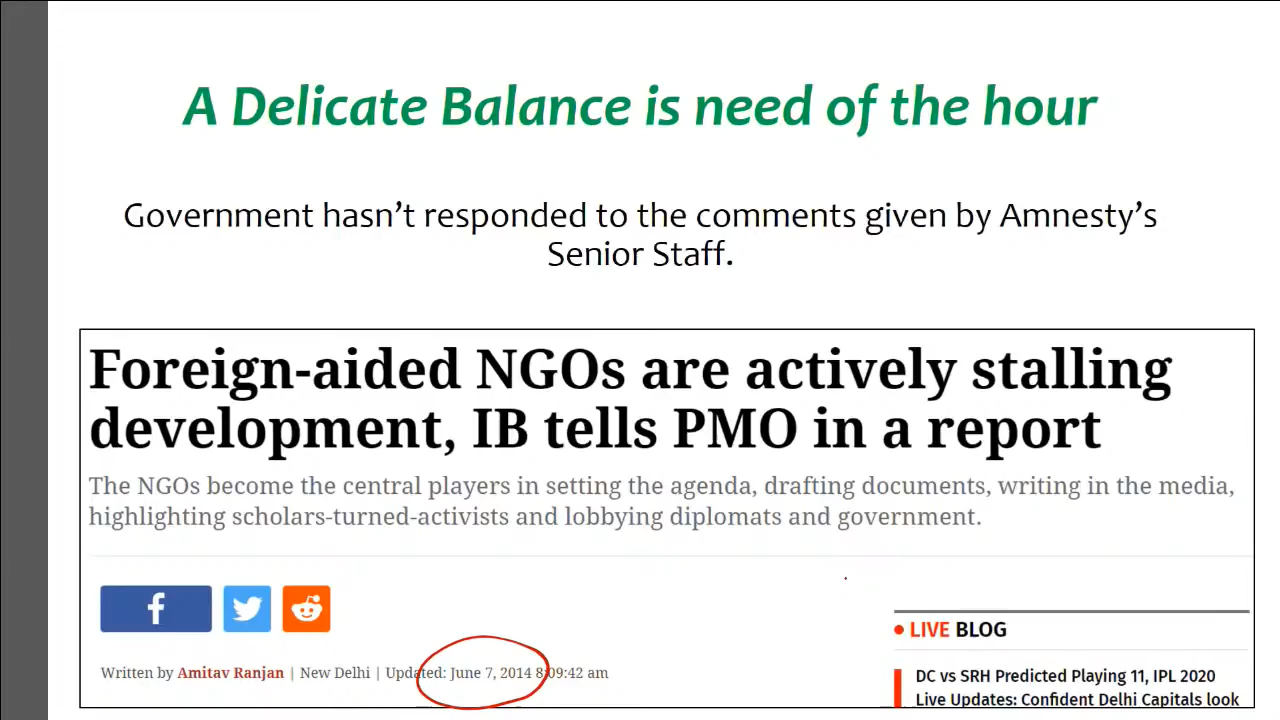 A Delicate Balance is need of the hour
Government hasn't responded to the comments given by Amnesty's
Senior Staff.
Foreign-aided NGOs are actively stalling
development, IB tells PMO in a report
The NGOs become the central players in setting the agenda, drafting documents, writing in the media,
highlighting scholars-turned-activists and lobbying diplomats and government.
Written by Amitav Ranjan | New Delhi | Updated: June 7, 2014 8:09:42 am
LIVE BLOG
DC vs SRH Predicted Playing 11, IPL 2020
Live Updates: Confident Delhi Capitals look